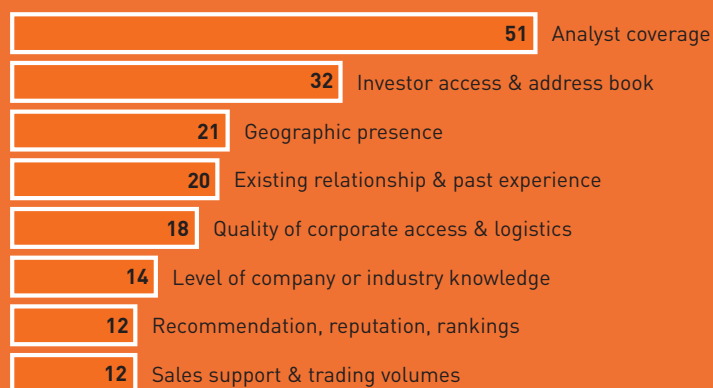 51 Analyst coverage
32 Investor access & address book
21 Geographic presence
20 Existing relationship & past experience
18 Quality of corporate access & logistics
14 Level of company or industry knowledge
12 Recommendation, reputation, rankings
12 Sales support & trading volumes